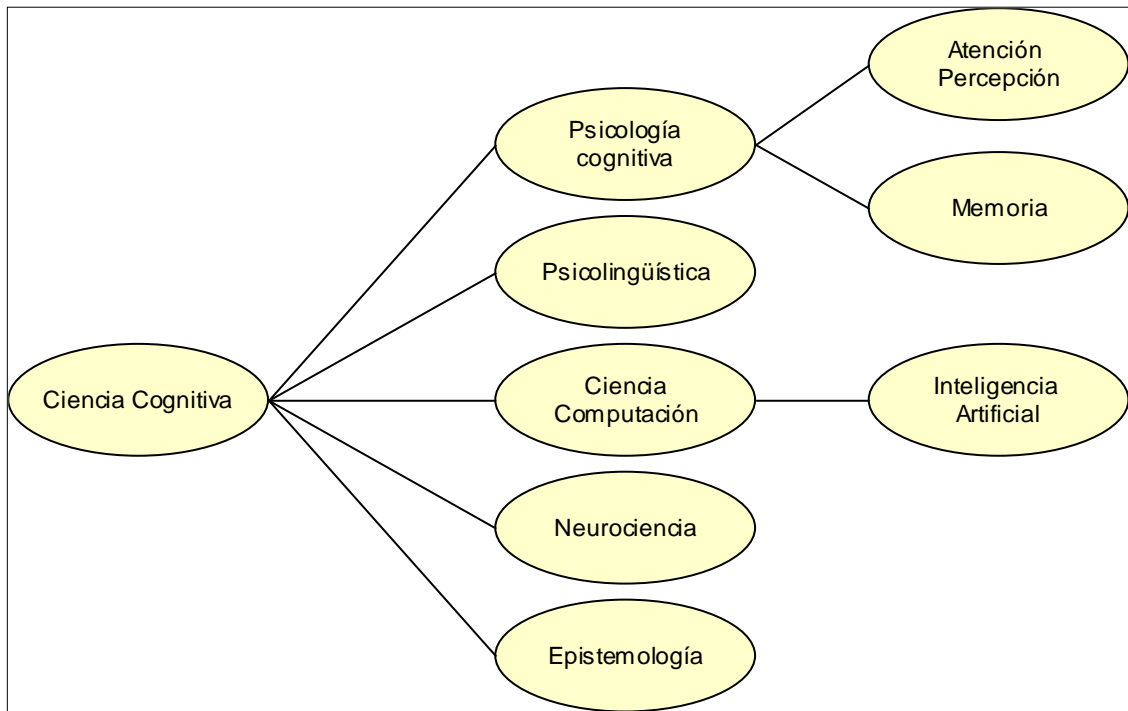 Atención
Percepción
Psicología
cognitiva
Memoria
Psicolingüística
Ciencia Cognitiva
Ciencia
Computación
Inteligencia
Artificial
Neurociencia
Epistemología